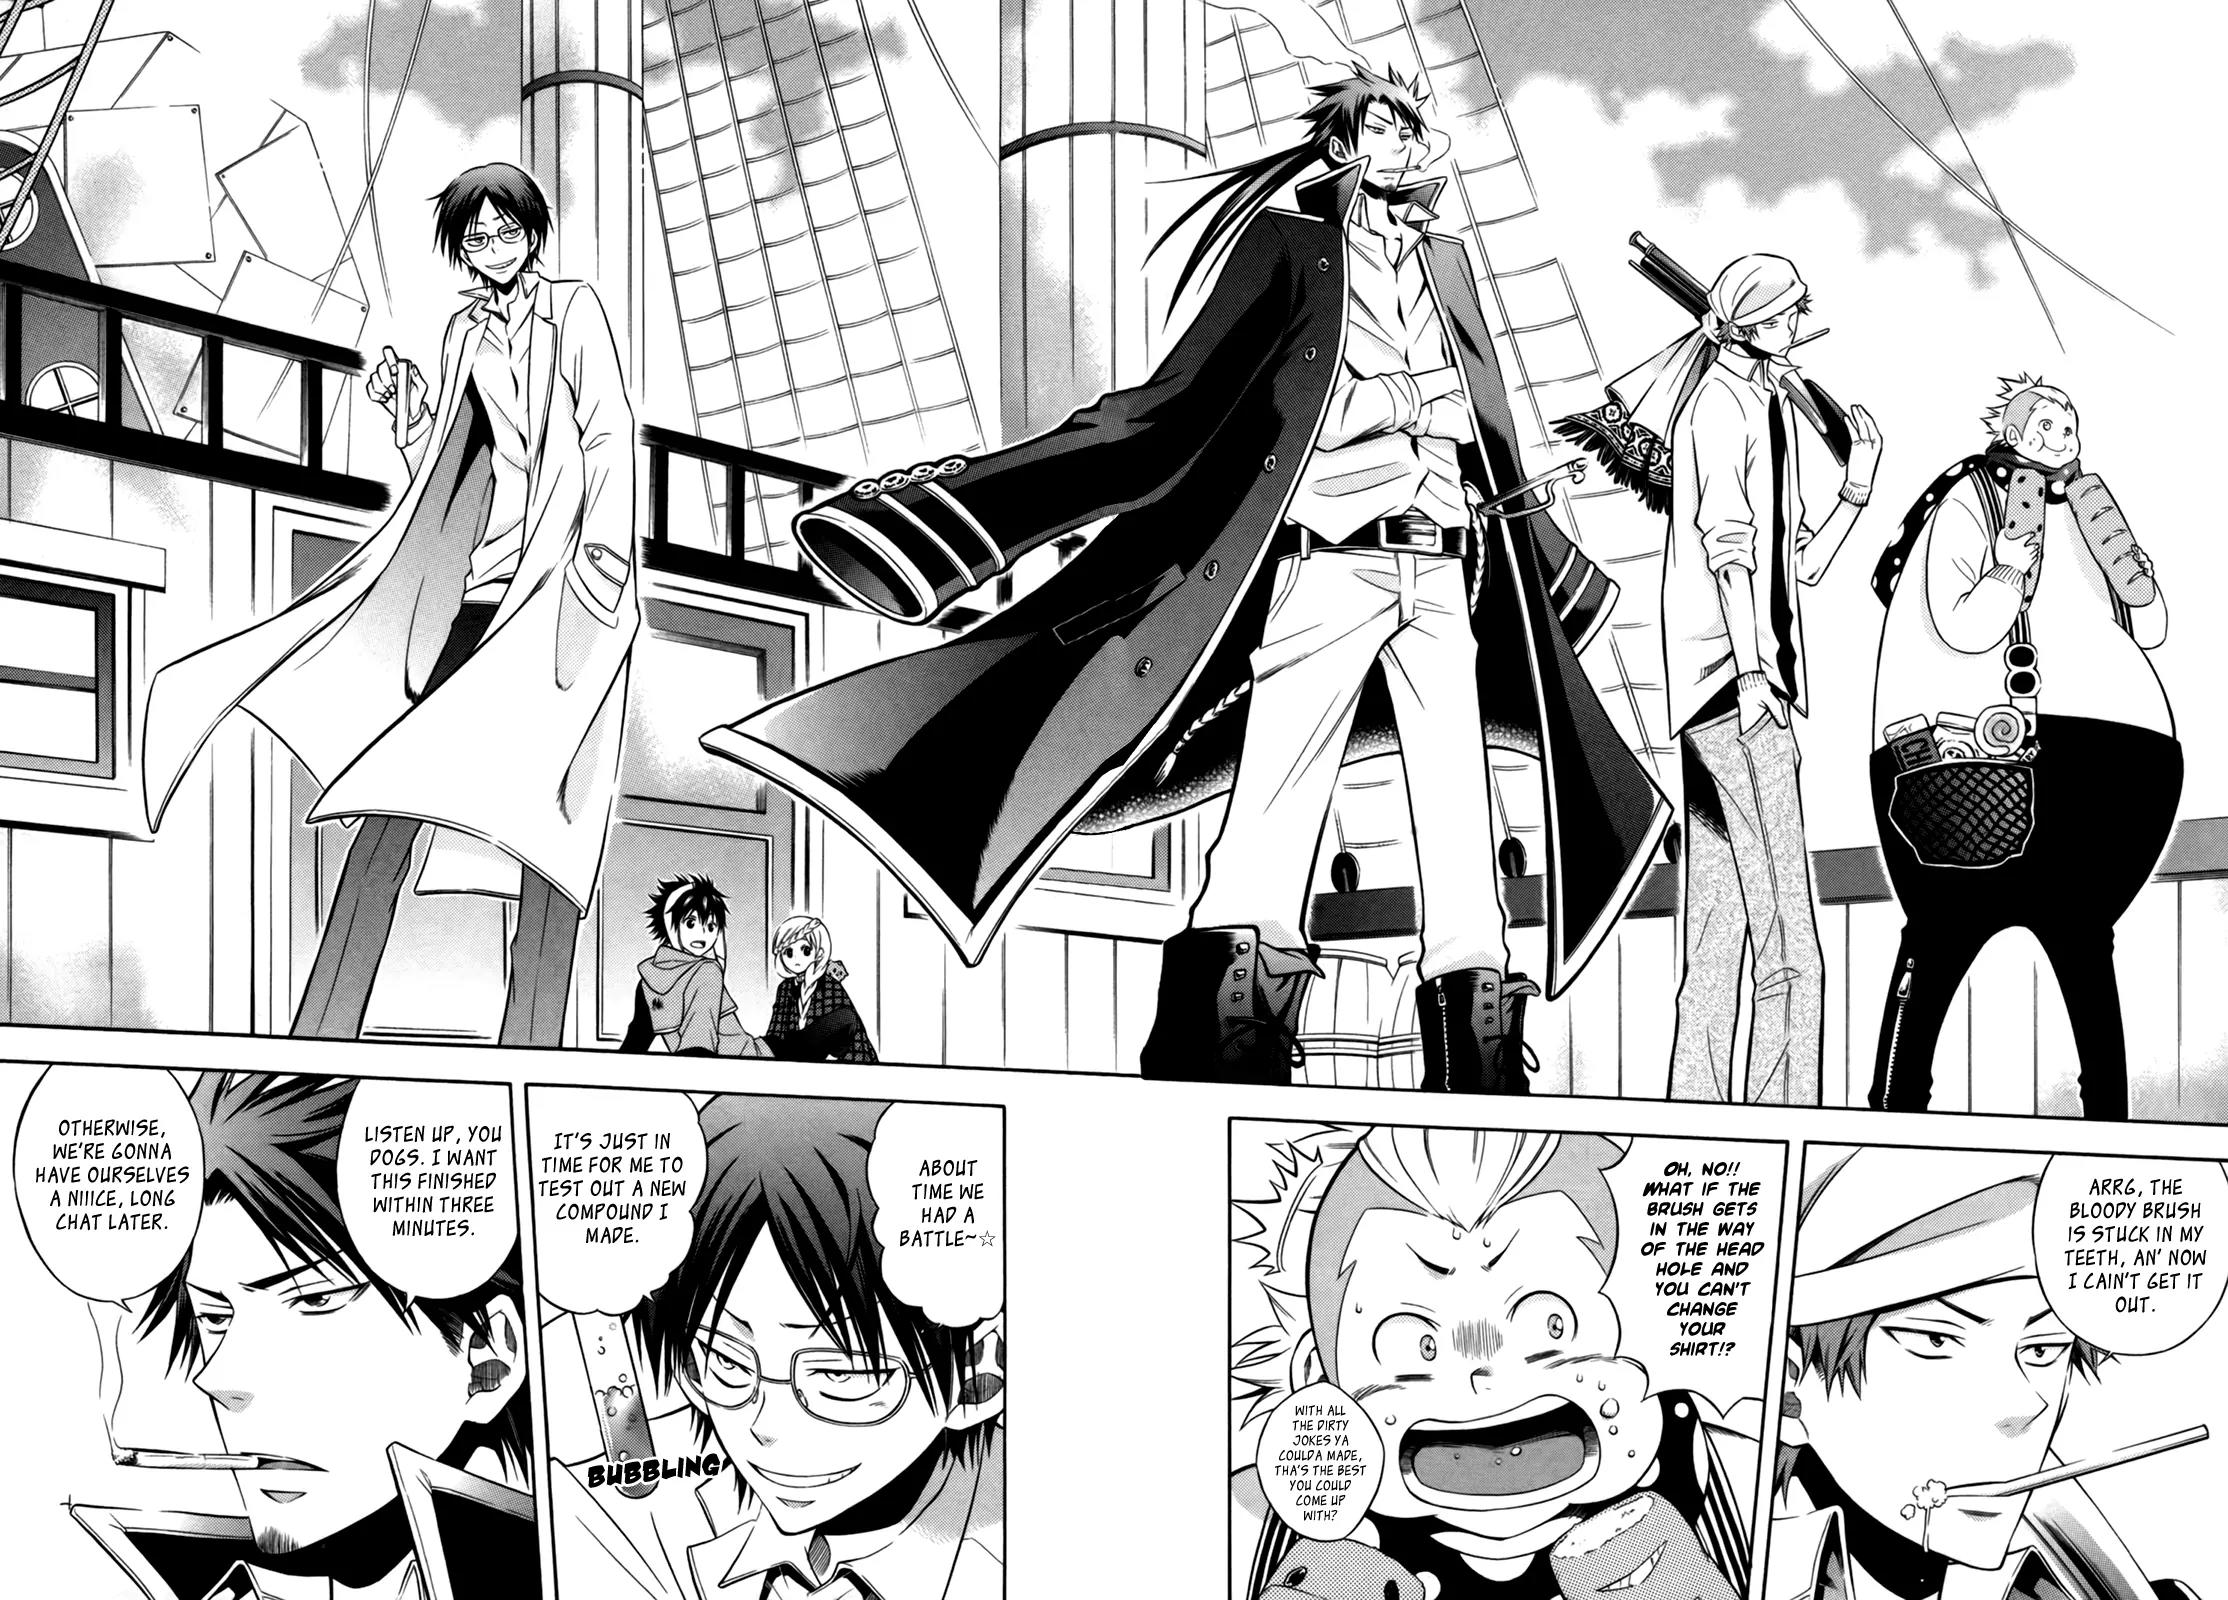 CH
ARRG, THE
BLOODY BRUSH
IS STUCK IN MY
TEETH, AN' NOW
I CAIN'T GET IT
OUT.
OH, NO!!
WHAT IF THE
BRUSH GETS
IN THE WAY
OF THE HEAD
HOLE AND
YOU CAN'T
CHANGE
YOUR
SHIRT!?
WITH ALL
THE DIRTY
JOKES YA
COULDA MADE,
THA'S THE BEST
YOU COULD
COME UP
WITH?
ABOUT
TIME WE
HAD A
BATTLE~☆
IT'S JUST IN
TIME FOR ME TO
TEST OUT A NEW
COMPOUND I
MADE.
BUBBLING
LISTEN UP, YOU
DOGS. I WANT
THIS FINISHED
WITHIN THREE
MINUTES.
OTHERWISE,
WE'RE GONNA
HAVE OURSELVES
A NIIICE, LONG
CHAT LATER.